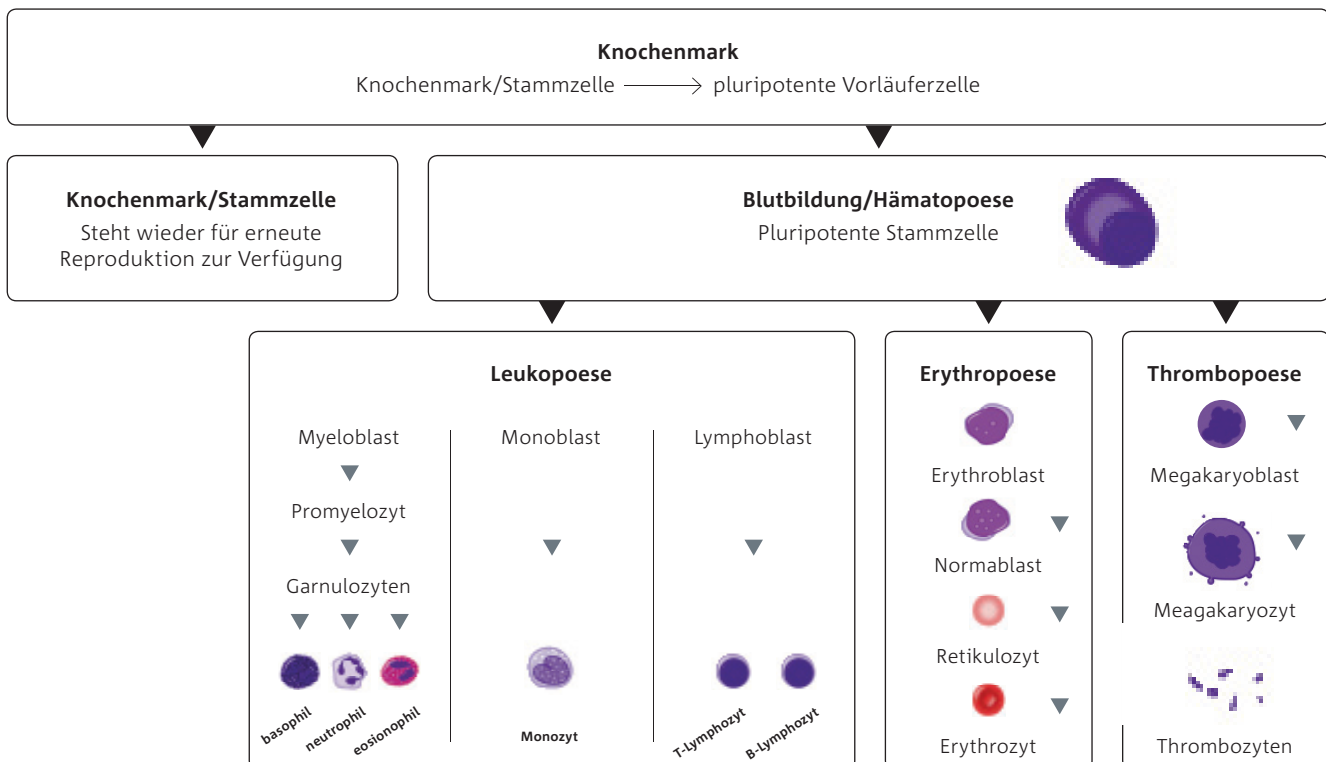 Knochenmark
Knochenmark/Stammzelle → pluripotente Vorläuferzelle
Knochenmark/Stammzelle
Steht wieder für erneute
Reproduktion zur Verfügung
Blutbildung/Hämatopoese
Pluripotente Stammzelle
Leukopoese
Myeloblast
Promyelozyt
Garnulozyten
basophil
neutrophil
eosionophil
Monoblast
Monozyt
Lymphoblast
T-Lymphozyt
B-Lymphozyt
Erythropoese
Erythroblast
Normablast
Retikulozyt
Erythrozyt
Thrombopoese
Megakaryoblast
Meagakaryozyt
Thrombozyten